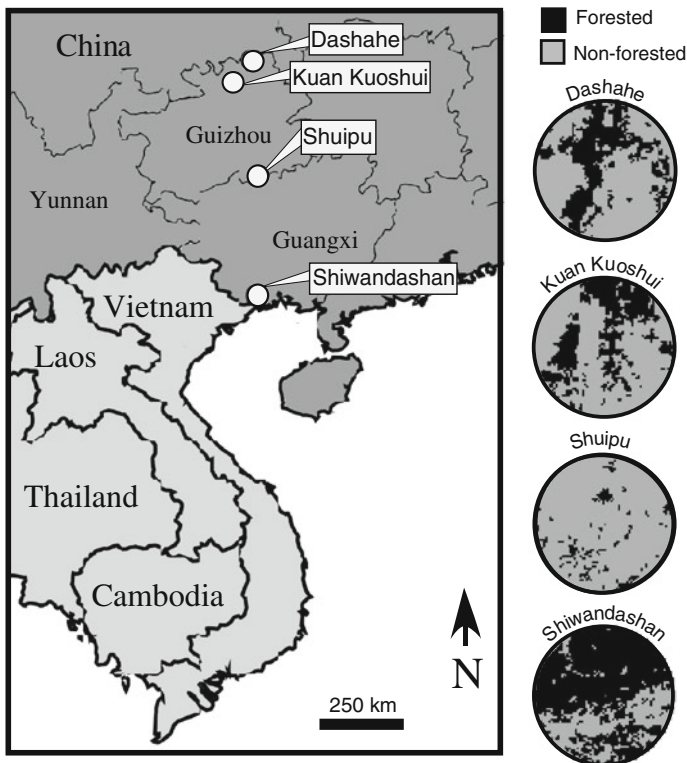 China
Dashahe
Kuan Kuoshui
Guizhou
Shuipu
Yunnan
Guangxi
Shiwandashan
Vietnam
Laos
Thailand
Cambodia
N
250 km
Forested
Non-forested
Dashahe
Kuan Kuoshui
Shuipu
Shiwandashan